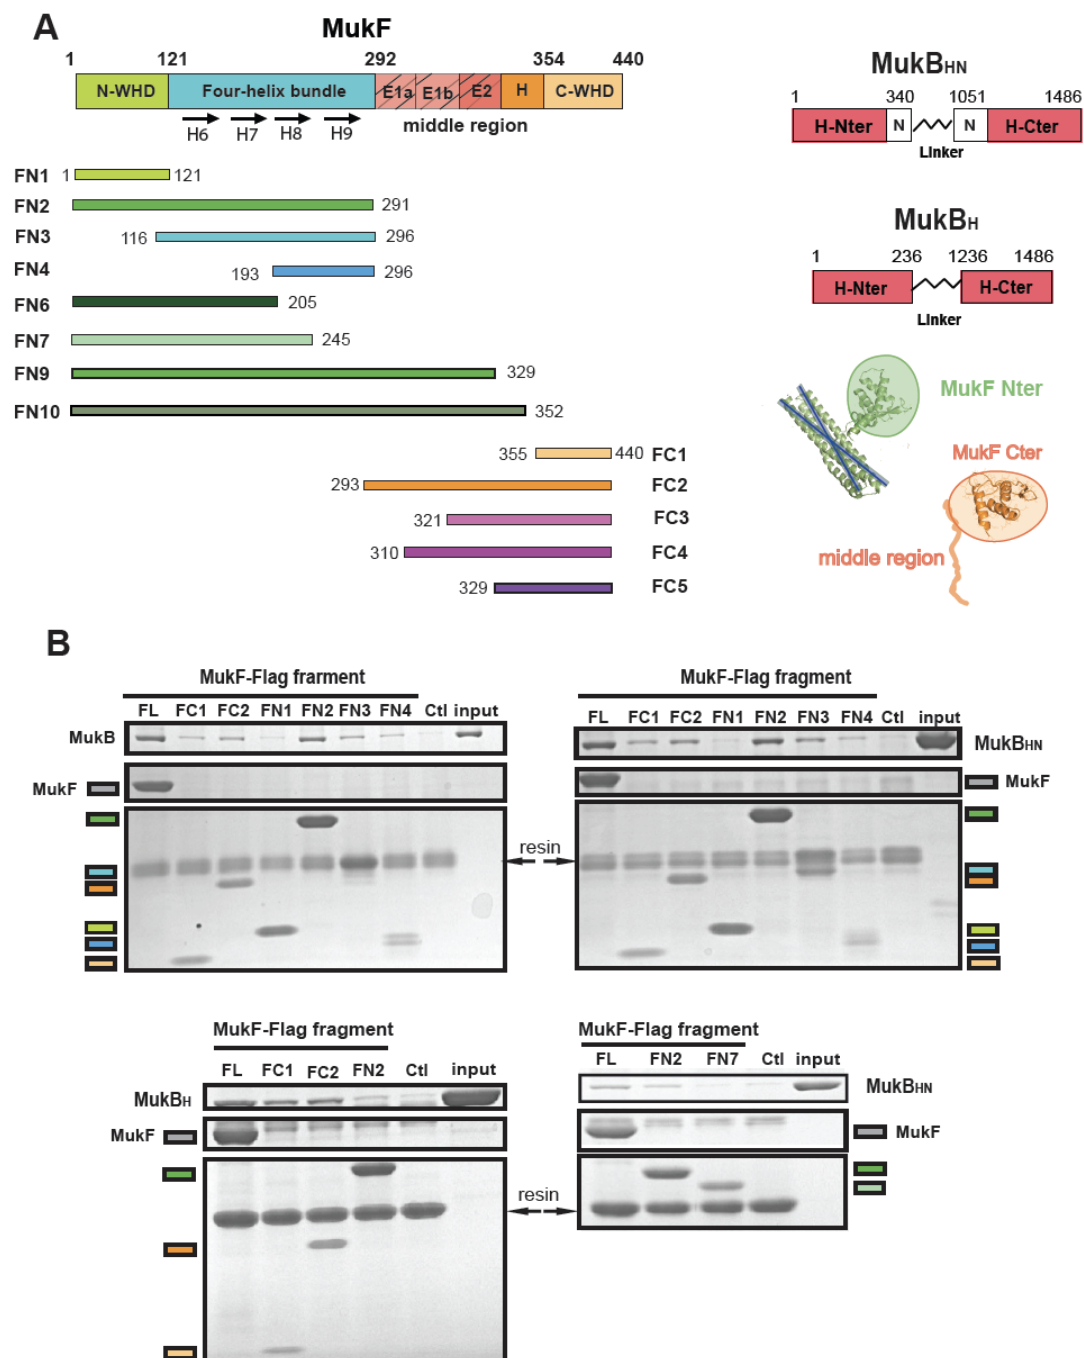 A
MukF
1 121 292 354 440
N-WHD Four-helix bundle E1a E1b E2 H C-WHD
H6 H7 H8 H9 middle region
FN1 1 121
FN2 291
FN3 116 296
FN4 193 296
FN6 205
FN7 245
FN9 329
FN10 352
355 440 FC1
293 FC2
321 FC3
310 FC4
329 FC5
MukBHN
1 340 1051 1486
H-Nter N N H-Cter
Linker
MukBH
1 236 1236 1486
H-Nter H-Cter
Linker
MukF Nter
MukF Cter
middle region
B
MukF-Flag frarment
FL FC1 FC2 FN1 FN2 FN3 FN4 Ctl input
MukB
MukF
MukF-Flag fragment
FL FC1 FC2 FN1 FN2 FN3 FN4 Ctl input
MukBHN
MukF
resin
MukF-Flag fragment
FL FC1 FC2 FN2 Ctl input
MukBH
MukF
MukF-Flag fragment
FL FN2 FN7 Ctl input
MukBHN
MukF
resin